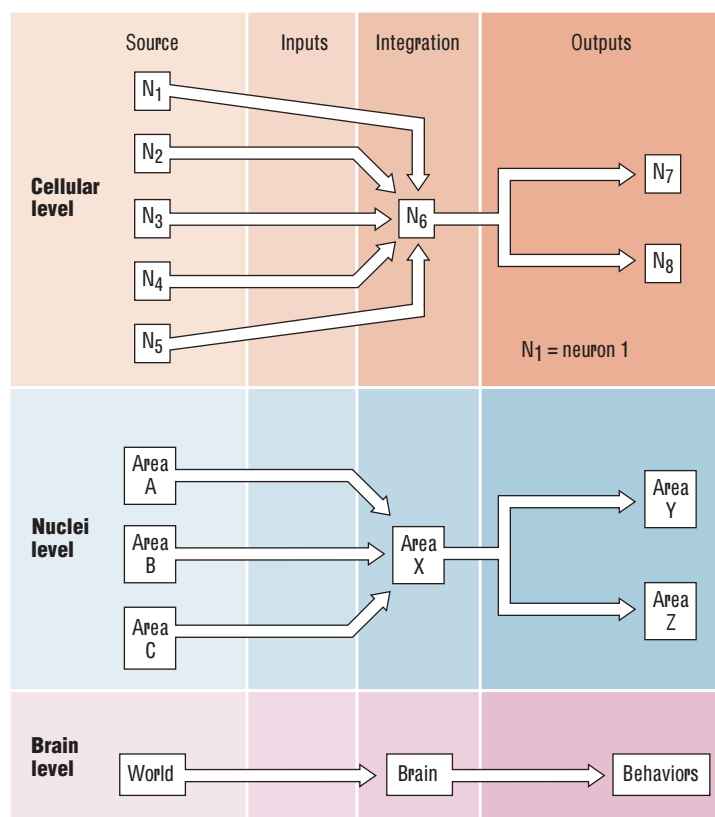 Source Inputs Integration Outputs
N1
N2
Cellular
level
N3
N4
N5
N6
N7
N8
N1 = neuron 1
Nuclei
level
Area
A
Area
B
Area
C
Area
X
Area
Y
Area
Z
Brain
level
World Brain Behaviors